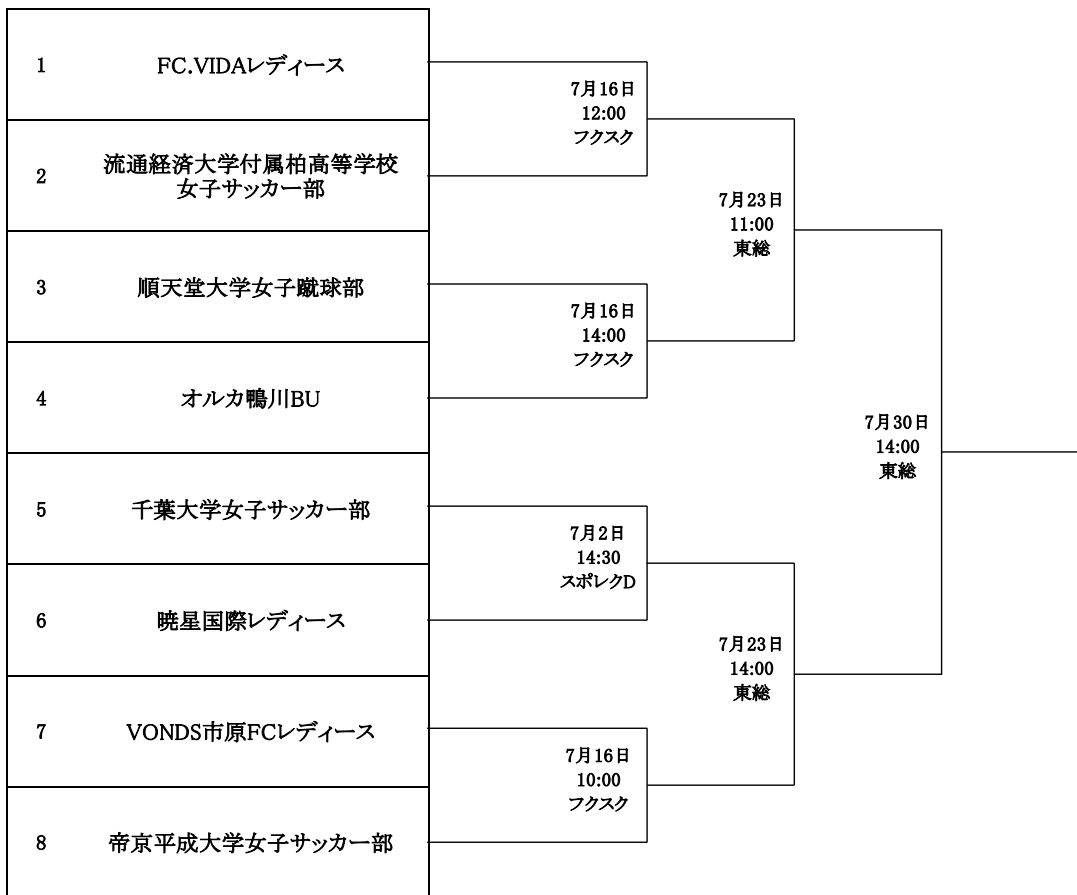 1 FC.VIDAレディース
2 流通経済大学付属柏高等学校
女子サッカー部
3 順天堂大学女子蹴球部
4 オルカ鴨川BU
5 千葉大学女子サッカー部
6 暁星国際レディース
7 VONDS市原FCレディース
8 帝京平成大学女子サッカー部
7月16日
12:00
フクスク
7月16日
14:00
フクスク
7月2日
14:30
スポレクD
7月16日
10:00
フクスク
7月23日
11:00
東総
7月23日
14:00
東総
7月30日
14:00
東総